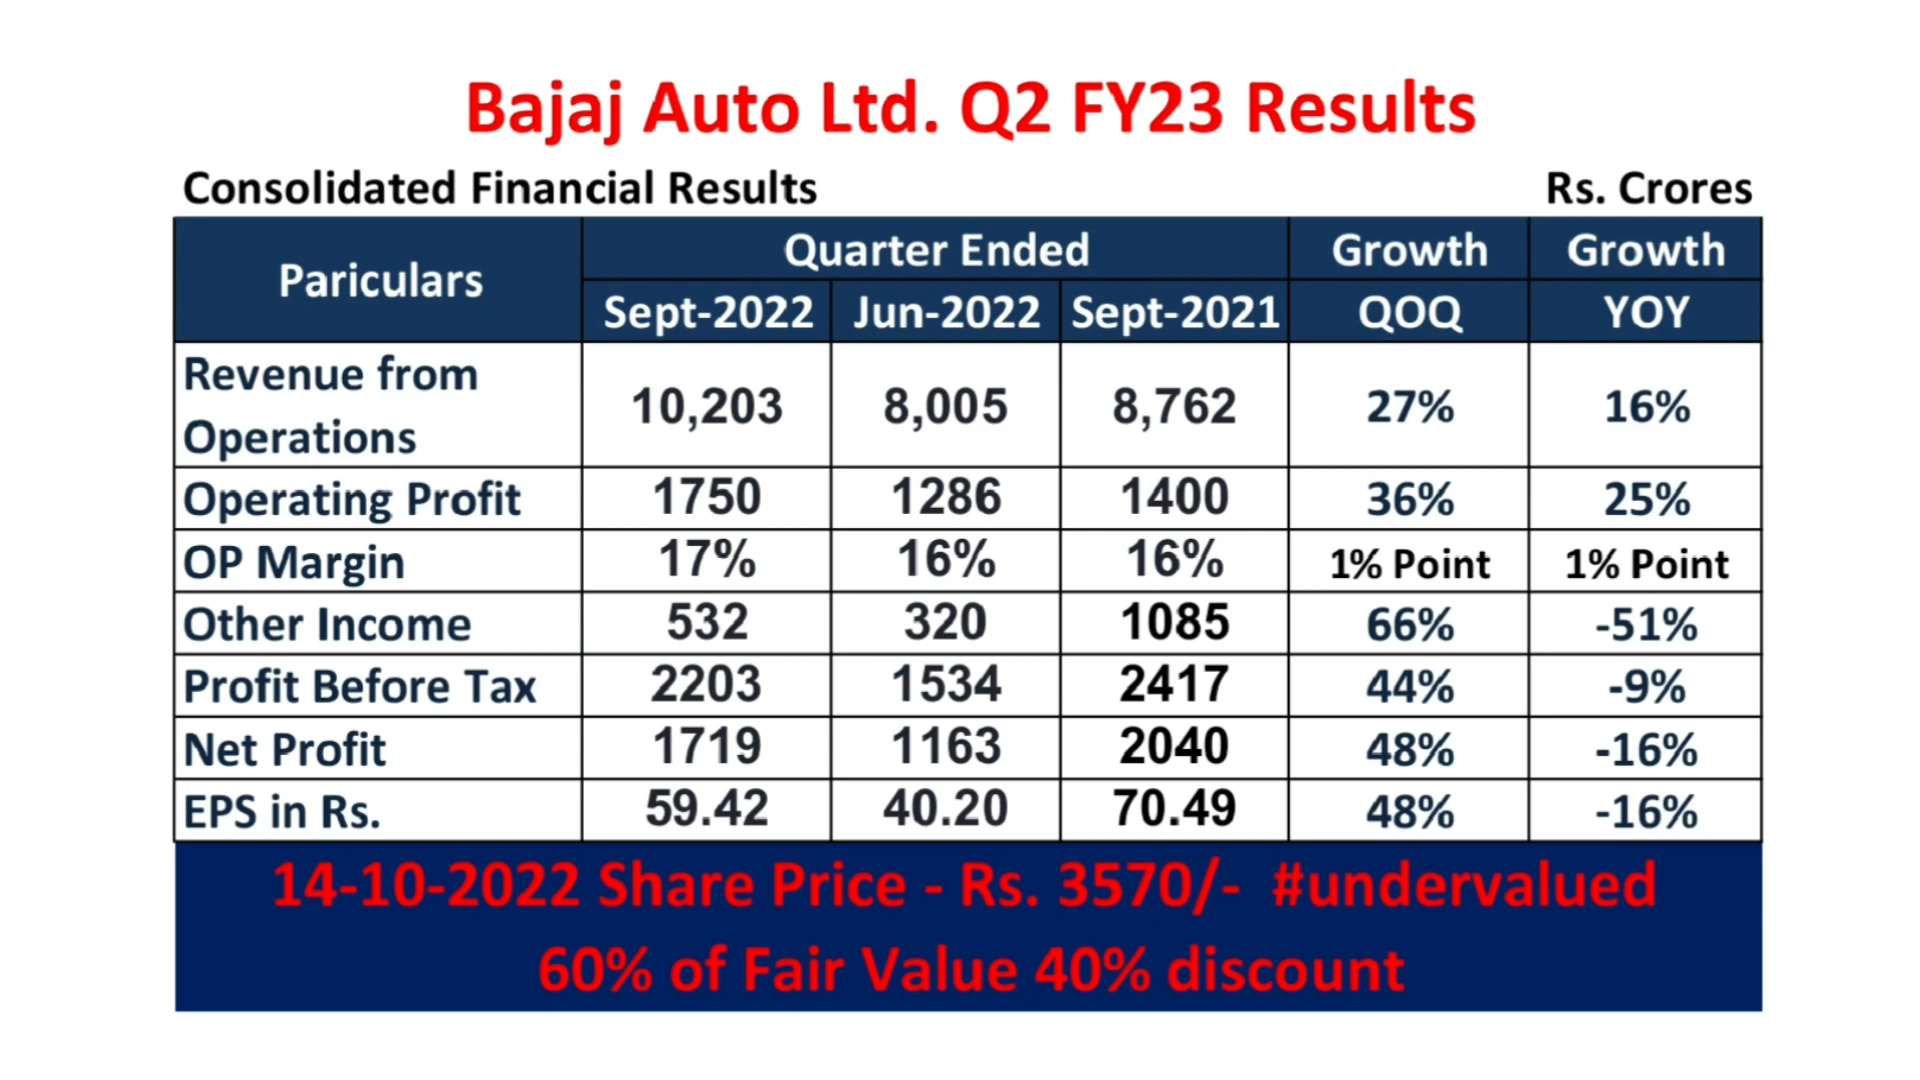 Bajaj Auto Ltd. Q2 FY23 Results
Consolidated Financial Results Rs. Crores
Pariculars Quarter Ended Growth Growth
Sept-2022 Jun-2022 Sept-2021 QOQ YOY
Revenue from
Operations 10,203 8,005 8,762 27% 16%
Operating Profit 1750 1286 1400 36% 25%
OP Margin 17% 16% 16% 1% Point 1% Point
Other Income 532 320 1085 66% -51%
Profit Before Tax 2203 1534 2417 44% -9%
Net Profit 1719 1163 2040 48% -16%
EPS in Rs. 59.42 40.20 70.49 48% -16%
14-10-2022 Share Price - Rs. 3570/- #undervalued
60% of Fair Value 40% discount